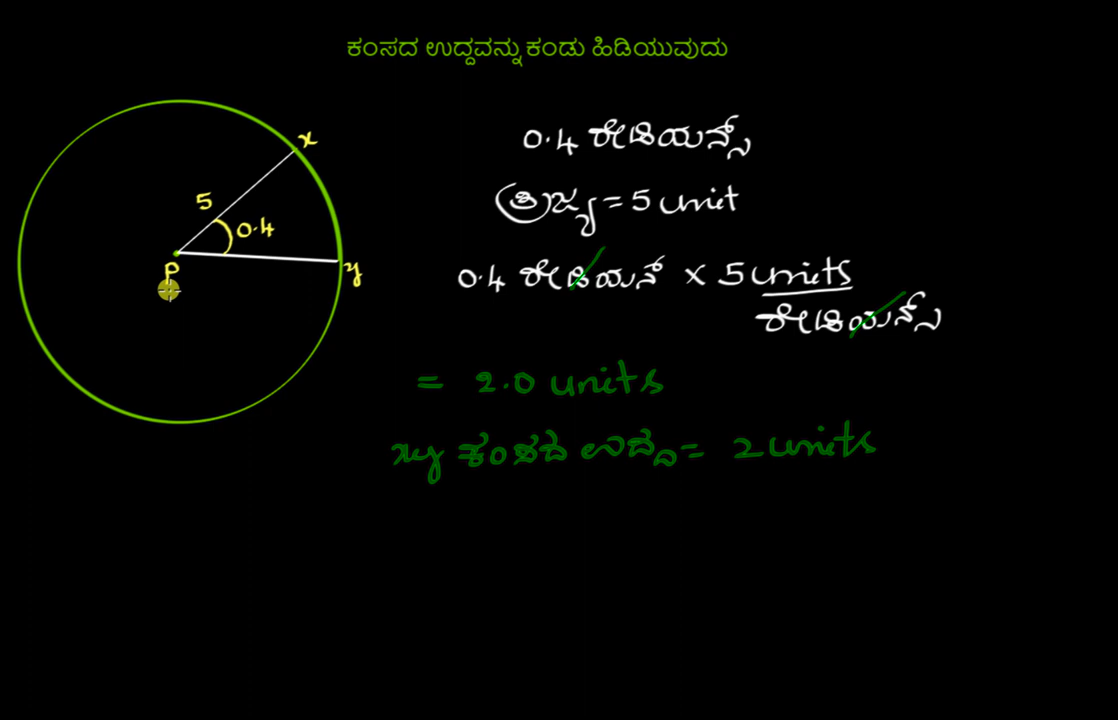 ಕಂಸದ ಉದ್ದವನ್ನು ಕಂಡು ಹಿಡಿಯುವುದು
x
5
0.4
P
y
0.4 ರೇಡಿಯನ್ಸ್
ತ್ರಿಜ್ಯ = 5 unit
0.4 ರೇಡಿಯನ್ × 5 units
ರೇಡಿಯನ್ಸ್
= 2.0 units
xy ಕಂಶದ ಉದ್ದ = 2 units